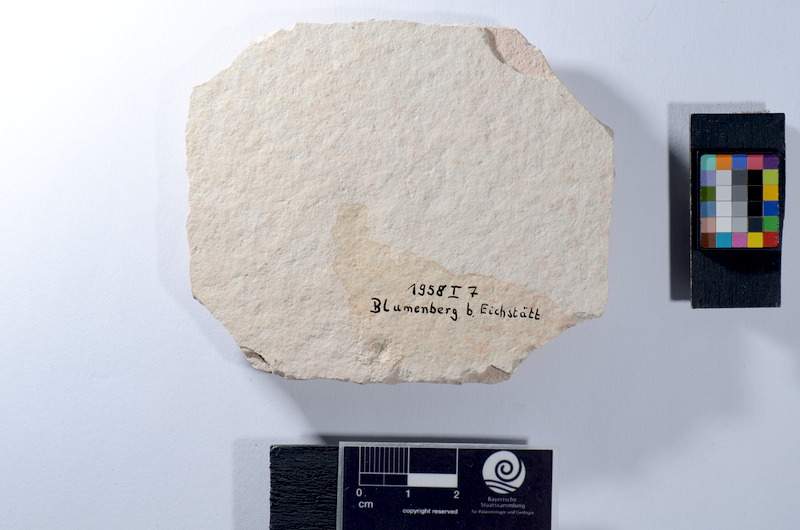 1958 I 7
Blumenberg b. Eichstätt
0 1 2
cm
copyright reserved
Bayerische
Staatssammlung
für Paläontologie und Geologie